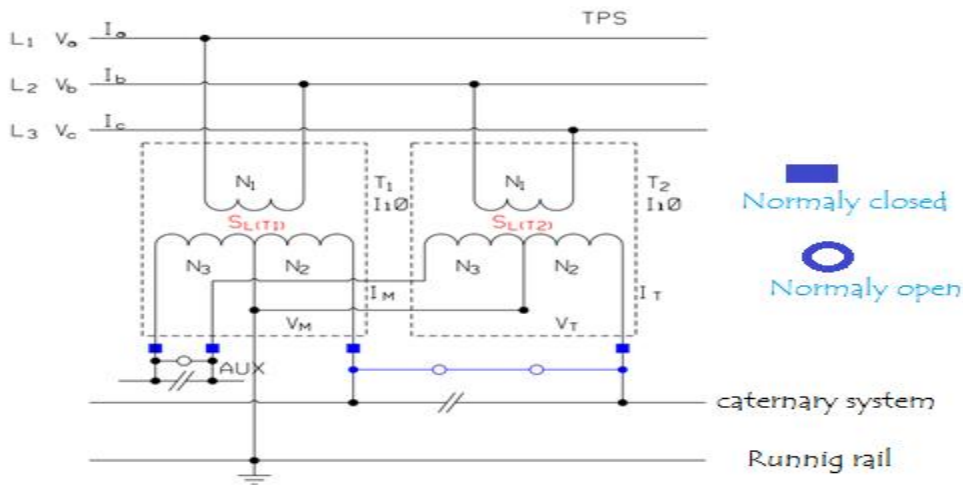 TPS
L1 Va Ia
L2 Vb Ib
L3 Vc Ic
N1 T1 N1 T2
I1Ø I1Ø
SL(T1) SL(T2)
N3 N2 N3 N2
IM IT
VM VT
AUX
Normaly closed
Normaly open
caternary system
Runnig rail